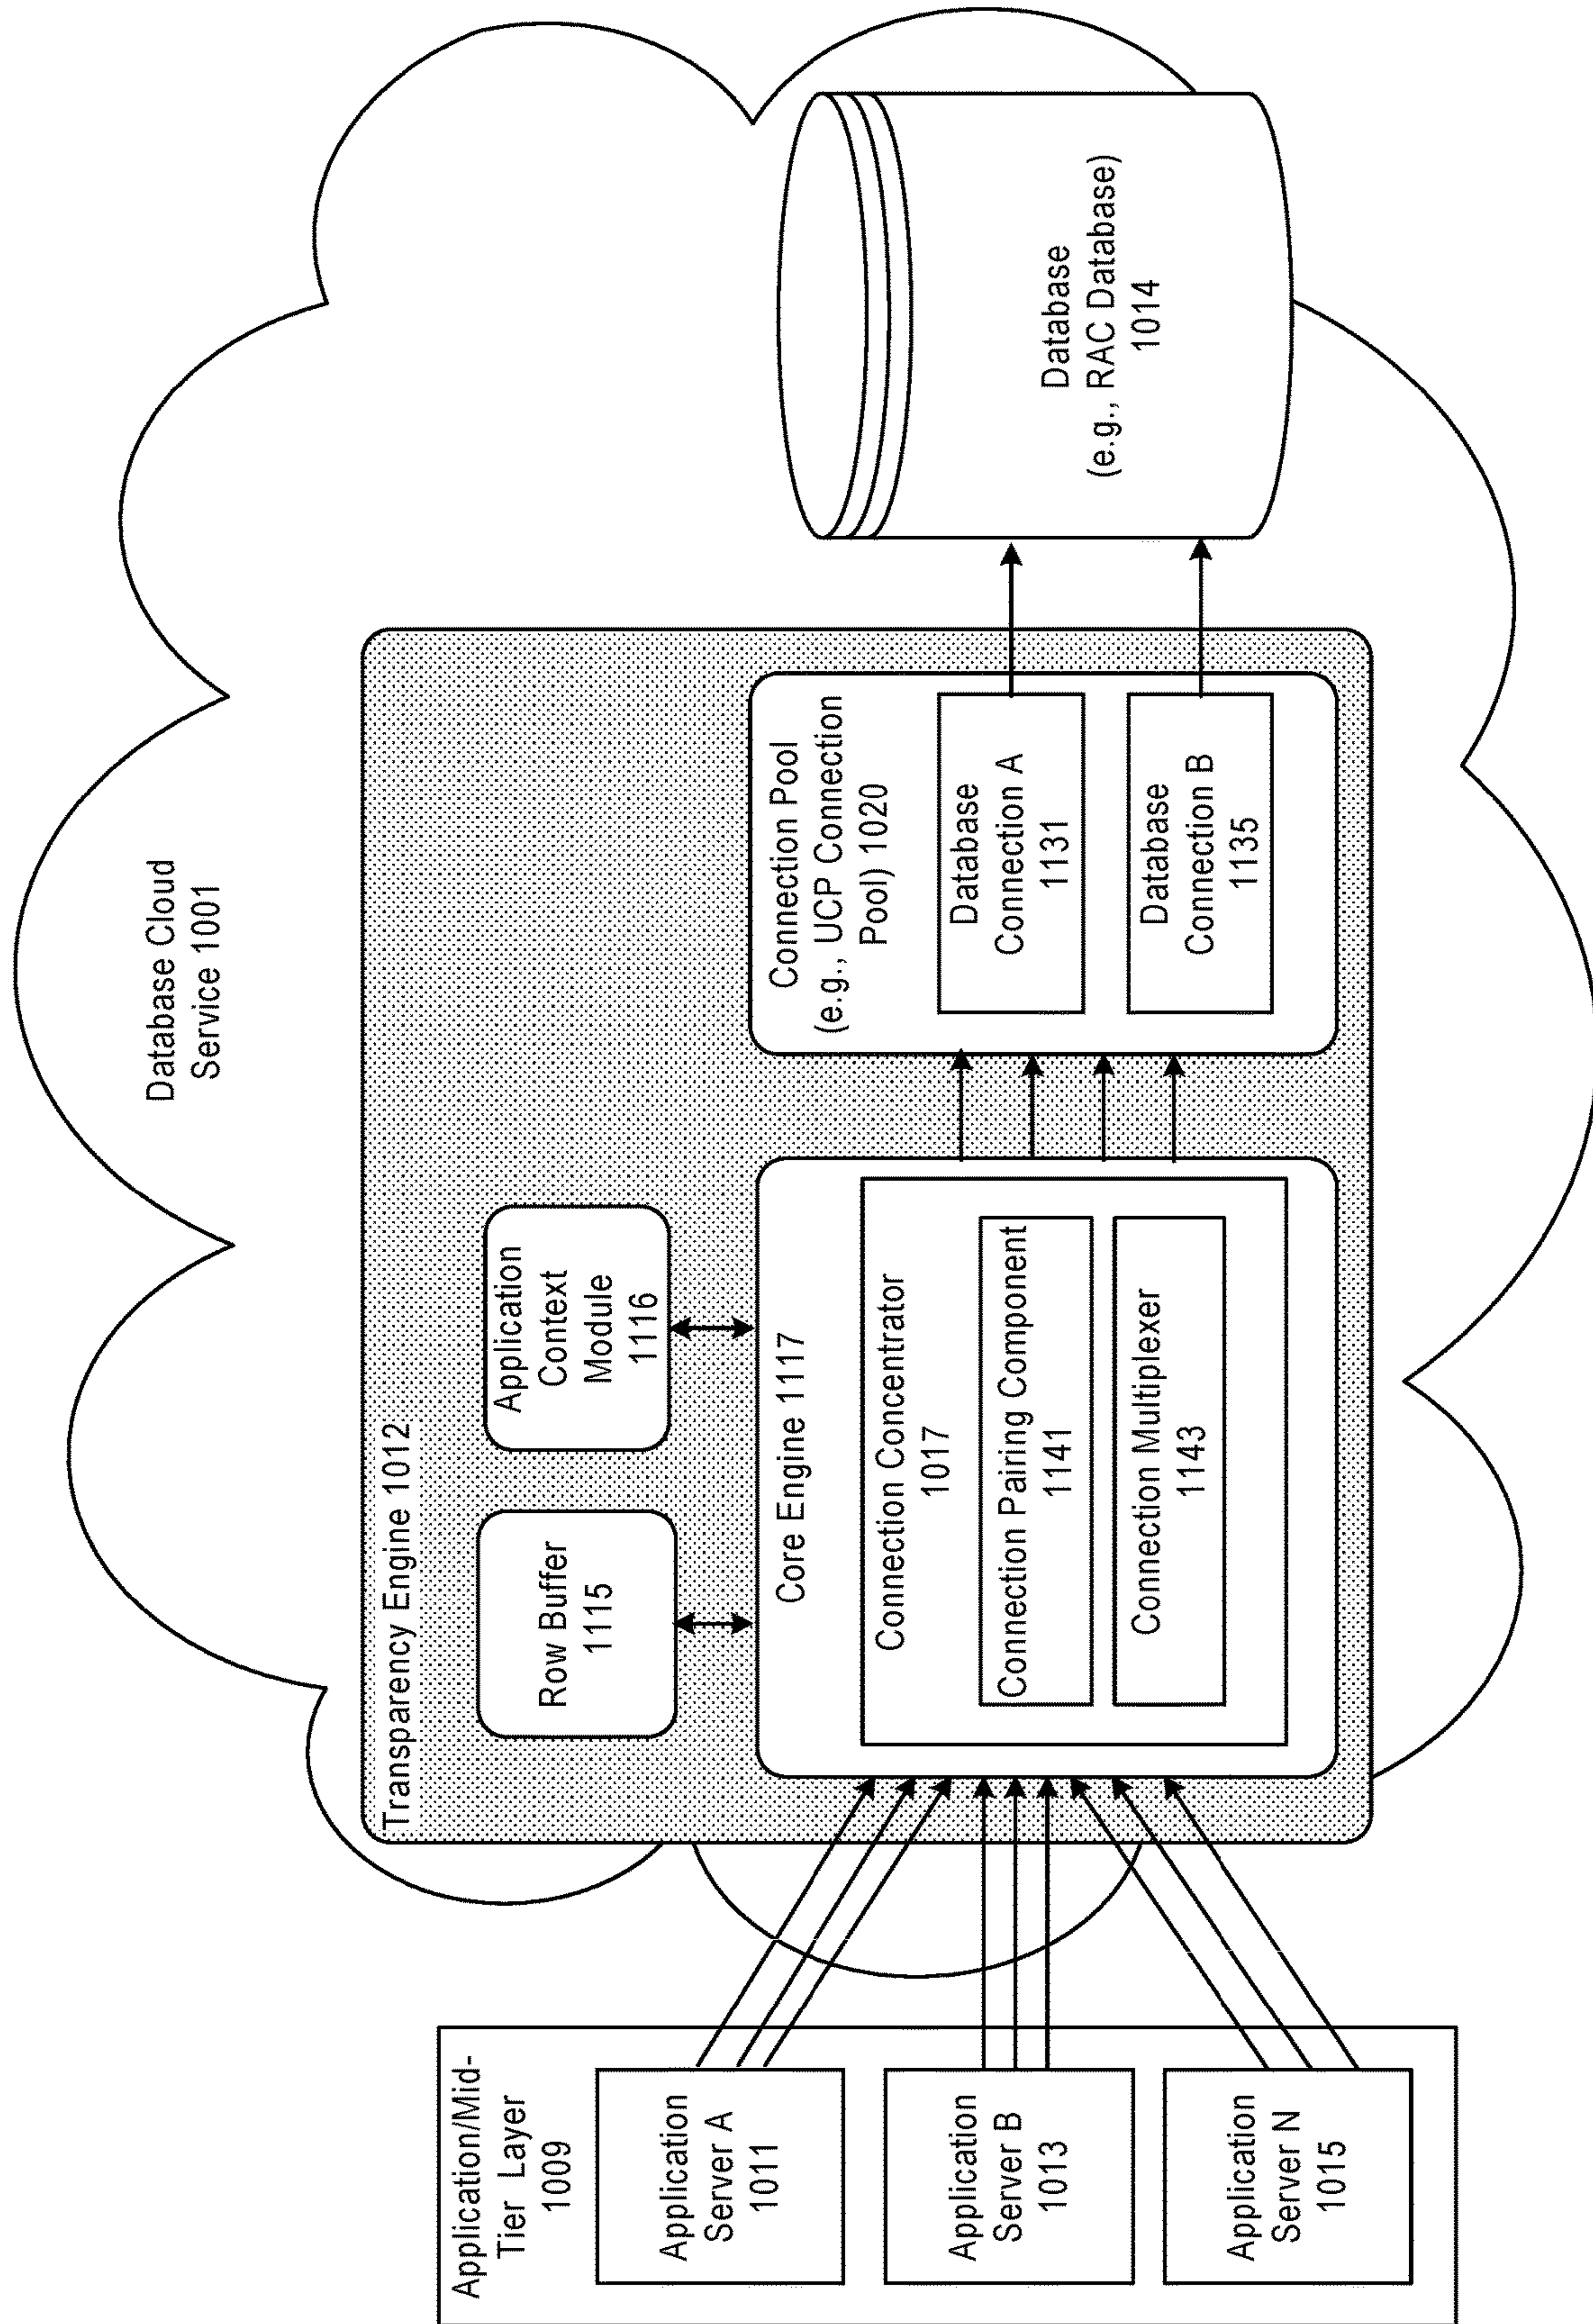 Database Cloud
Service 1001
Transparency Engine 1012
Row Buffer
1115
Application
Context
Module
1116
Application/Mid-
Tier Layer
1009
Application
Server A
1011
Application
Server B
1013
Application
Server N
1015
Core Engine 1117
Connection Concentrator
1017
Connection Pairing Component
1141
Connection Multiplexer
1143
Connection Pool
(e.g., UCP Connection
Pool) 1020
Database
Connection A
1131
Database
Connection B
1135
Database
(e.g., RAC Database)
1014